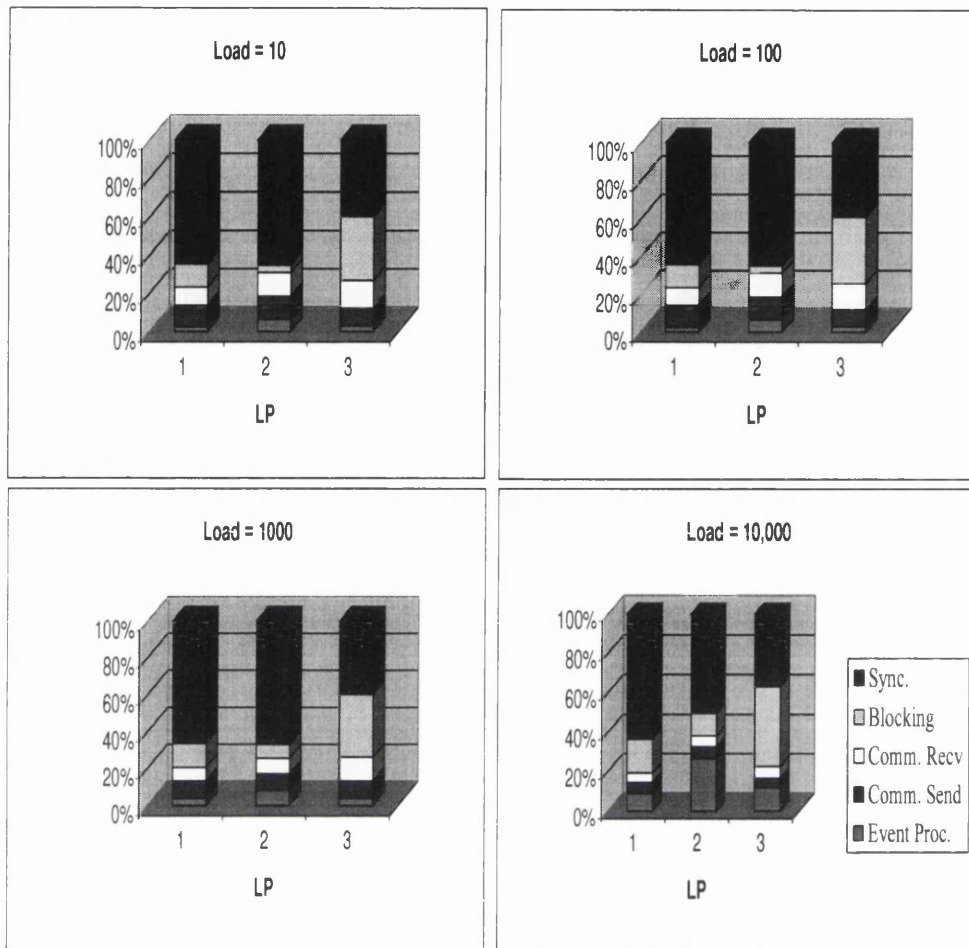 Load = 10
100%
80%
60%
40%
20%
0%
1 2 3
LP
Load = 100
100%
80%
60%
40%
20%
0%
1 2 3
LP
Load = 1000
100%
80%
60%
40%
20%
0%
1 2 3
LP
Load = 10,000
100%
80%
60%
40%
20%
0%
1 2 3
LP
Sync.
Blocking
Comm. Recv
Comm. Send
Event Proc.